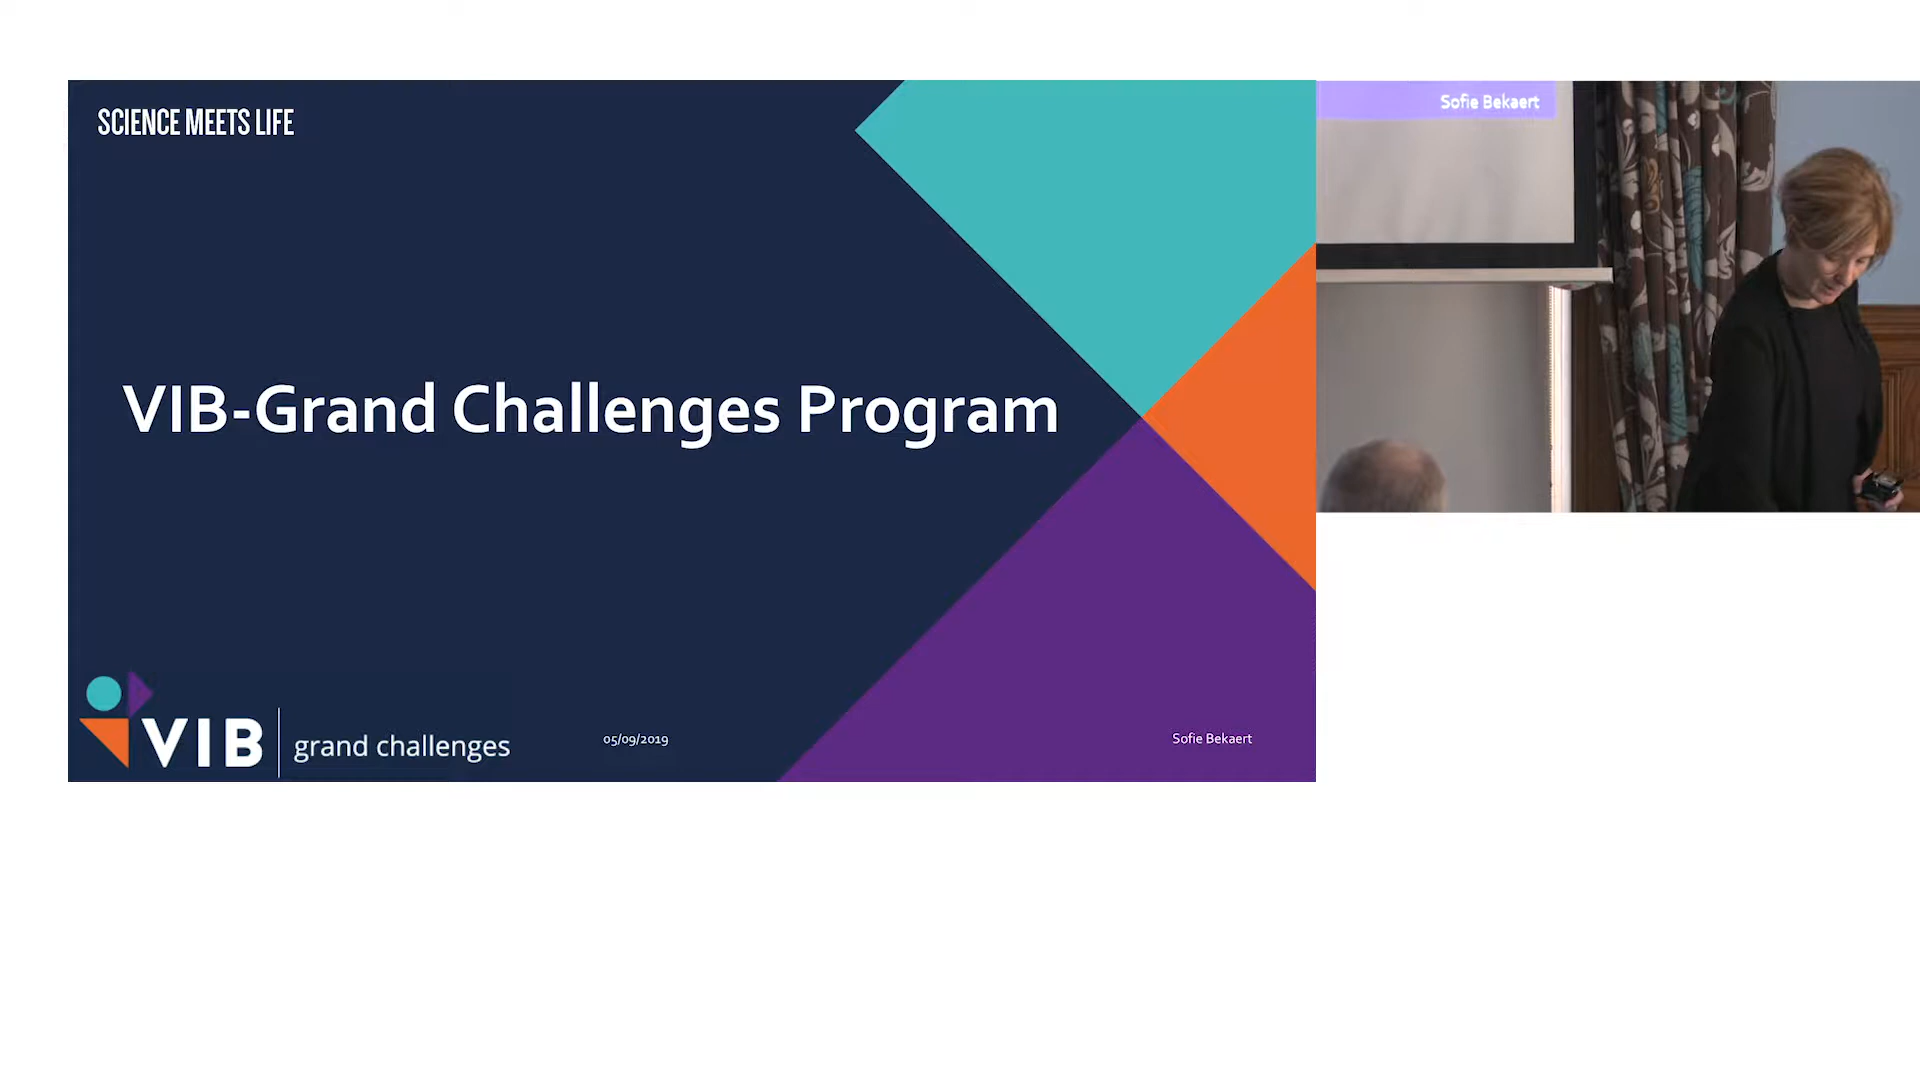 SCIENCE MEETS LIFE
Sofie Bekaert
VIB-Grand Challenges Program
VIB
grand challenges
05/09/2019
Sofie Bekaert